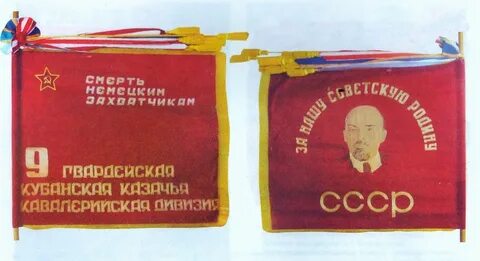 СМЕРТЬ
НЕМЕЦКИМ
ЗАХВАТЧИКАМ
9 ГВАРДЕЙСКАЯ
КУБАНСКАЯ КАЗАЧЬЯ
КАВАЛЕРИЙСКАЯ ДИВИЗИЯ
ЗА НАШУ СОВЕТСКУЮ РОДИНУ
СССР